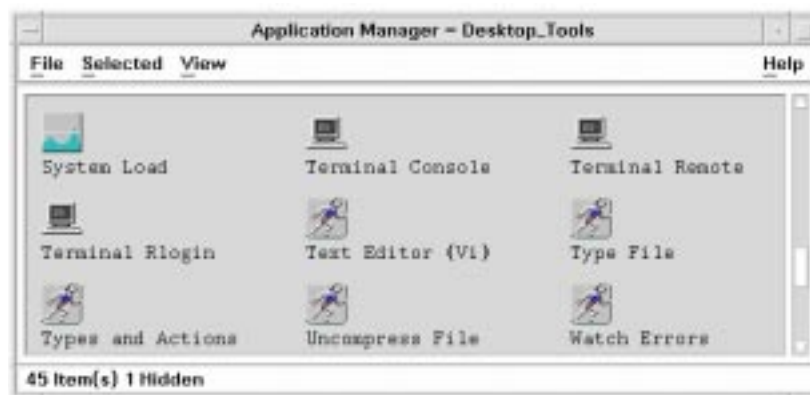 Application Manager – Desktop_Tools
File Selected View Help
System Load Terminal Console Terminal Remote
Terminal Rlogin Text Editor (Vi) Type File
Types and Actions Uncompress File Watch Errors
45 Item(s) 1 Hidden